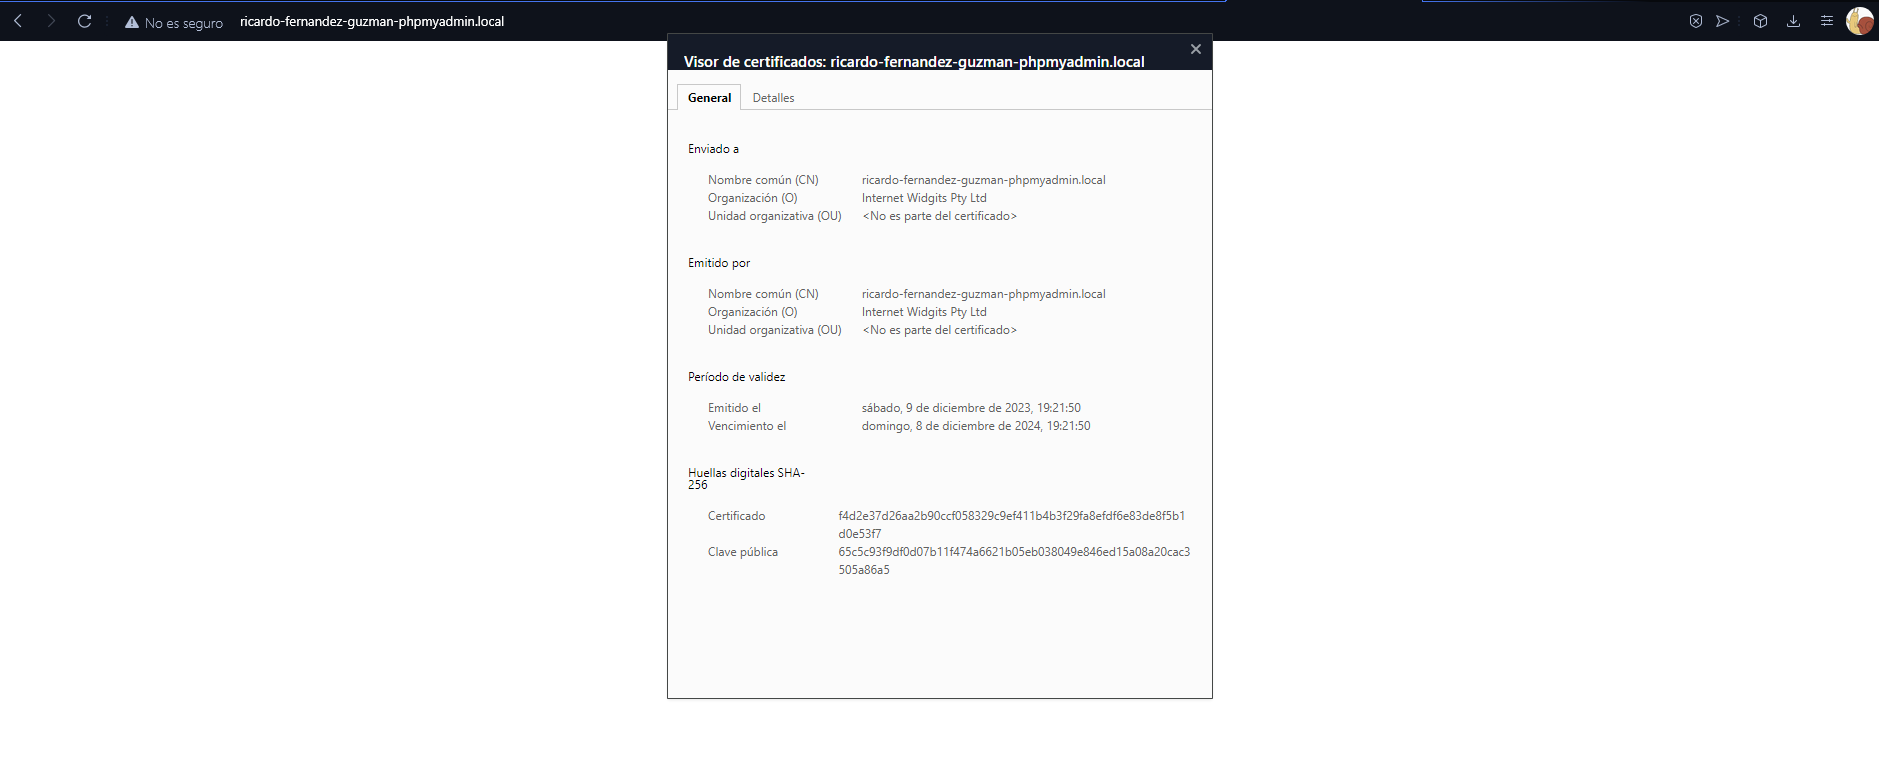 No es seguro ricardo-fernandez-guzman-phpmyadmin.local
Visor de certificados: ricardo-fernandez-guzman-phpmyadmin.local
General Detalles
Enviado a
Nombre común (CN) ricardo-fernandez-guzman-phpmyadmin.local
Organización (O) Internet Widgits Pty Ltd
Unidad organizativa (OU) <No es parte del certificado>
Emitido por
Nombre común (CN) ricardo-fernandez-guzman-phpmyadmin.local
Organización (O) Internet Widgits Pty Ltd
Unidad organizativa (OU) <No es parte del certificado>
Período de validez
Emitido el sábado, 9 de diciembre de 2023, 19:21:50
Vencimiento el domingo, 8 de diciembre de 2024, 19:21:50
Huellas digitales SHA-
256
Certificado f4d2e37d26aa2b90ccf058329c9ef411b4b3f29fa8efdf6e83de8f5b1
d0e53f7
Clave pública 65c5c93f9df0d07b11f474a6621b05eb038049e846ed15a08a20cac3
505a86a5